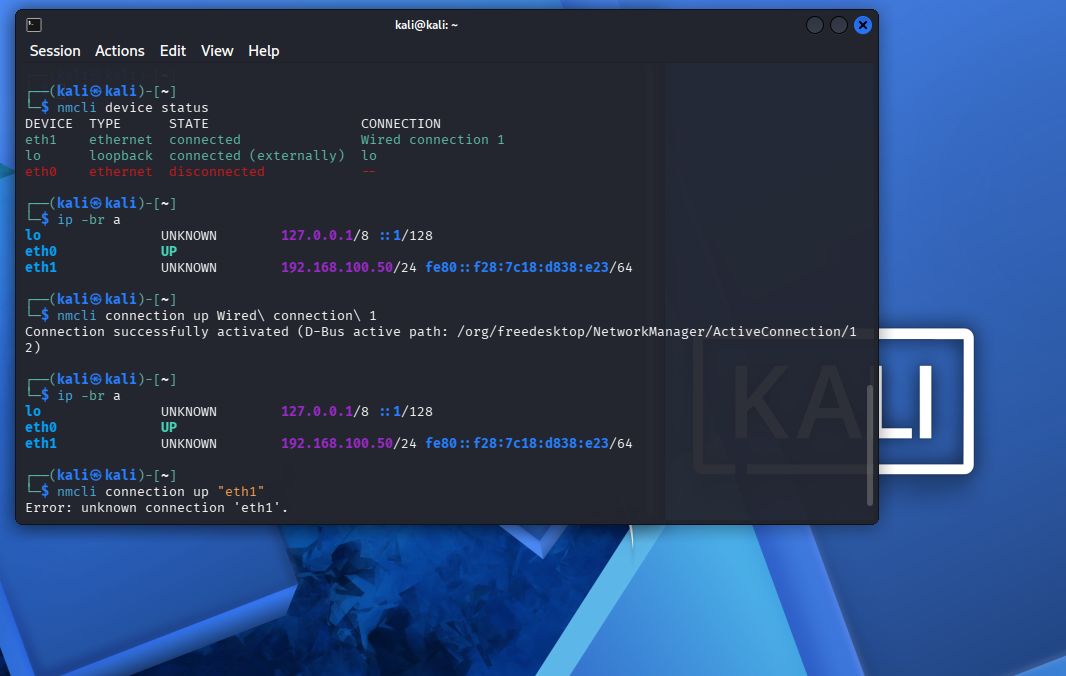 kali@kali: ~
Session Actions Edit View Help
┌──(kali㉿kali)-[~]
└─$ nmcli device status
DEVICE  TYPE      STATE                   CONNECTION
eth1    ethernet  connected               Wired connection 1
lo      loopback  connected (externally)  lo
eth0    ethernet  disconnected            --
┌──(kali㉿kali)-[~]
└─$ ip -br a
lo               UNKNOWN        127.0.0.1/8 ::1/128
eth0             UP
eth1             UNKNOWN        192.168.100.50/24 fe80::f28:7c18:d838:e23/64
┌──(kali㉿kali)-[~]
└─$ nmcli connection up Wired\ connection\ 1
Connection successfully activated (D-Bus active path: /org/freedesktop/NetworkManager/ActiveConnection/1
2)
┌──(kali㉿kali)-[~]
└─$ ip -br a
lo               UNKNOWN        127.0.0.1/8 ::1/128
eth0             UP
eth1             UNKNOWN        192.168.100.50/24 fe80::f28:7c18:d838:e23/64
┌──(kali㉿kali)-[~]
└─$ nmcli connection up "eth1"
Error: unknown connection 'eth1'.
KALI